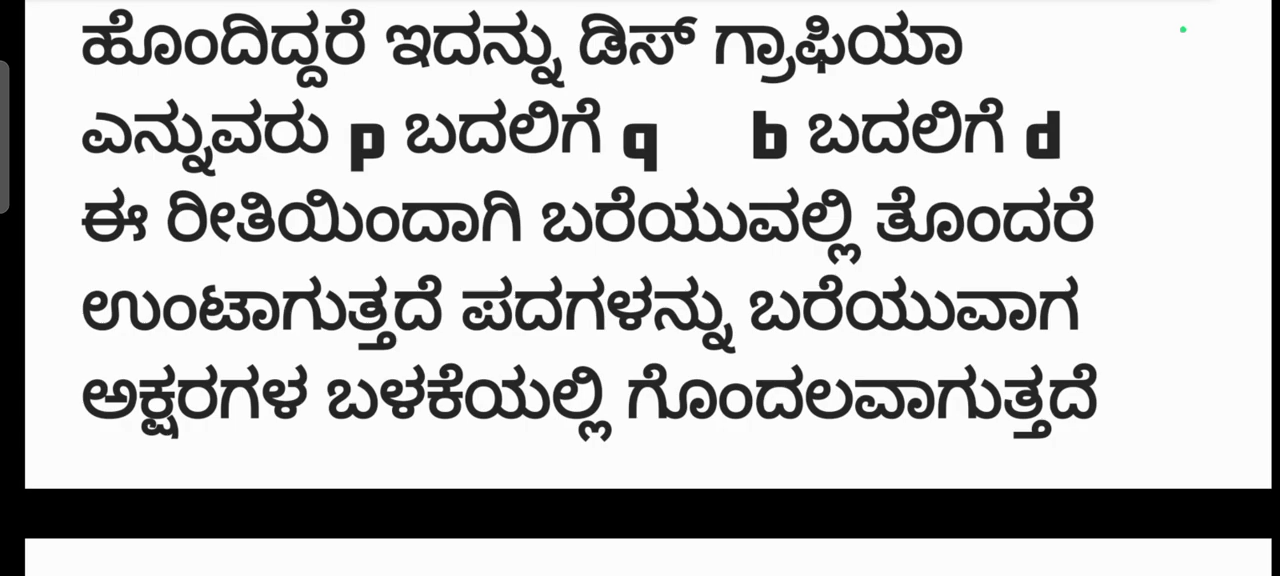 ಹೊಂದಿದ್ದರೆ ಇದನ್ನು ಡಿಸ್ ಗ್ರಾಫಿಯಾ
ಎನ್ನುವರು p ಬದಲಿಗೆ q b ಬದಲಿಗೆ d
ಈ ರೀತಿಯಿಂದಾಗಿ ಬರೆಯುವಲ್ಲಿ ತೊಂದರೆ
ಉಂಟಾಗುತ್ತದೆ ಪದಗಳನ್ನು ಬರೆಯುವಾಗ
ಅಕ್ಷರಗಳ ಬಳಕೆಯಲ್ಲಿ ಗೊಂದಲವಾಗುತ್ತದೆ